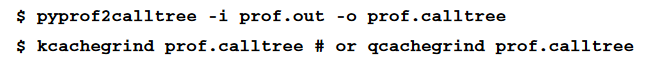 $ pyprof2calltree -i prof.out -o prof.calltree
$ kcachegrind prof.calltree # or qcachegrind prof.calltree